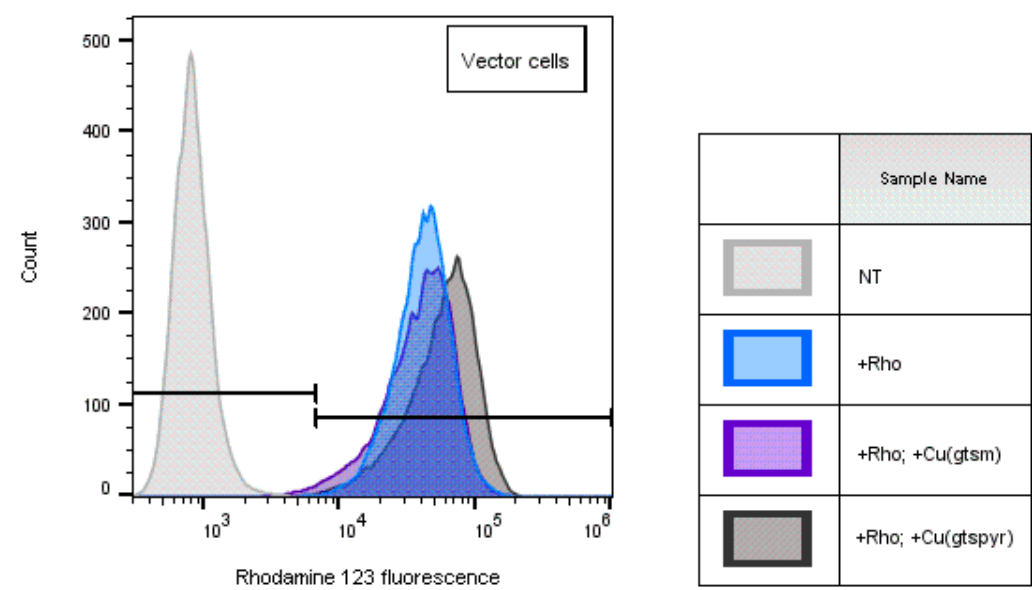 Vector cells
500
400
300
200
100
0
Count
10^3
10^4
10^5
10^6
Rhodamine 123 fluorescence
Sample Name
NT
+Rho
+Rho; +Cu(gtsm)
+Rho; +Cu(gtspyr)